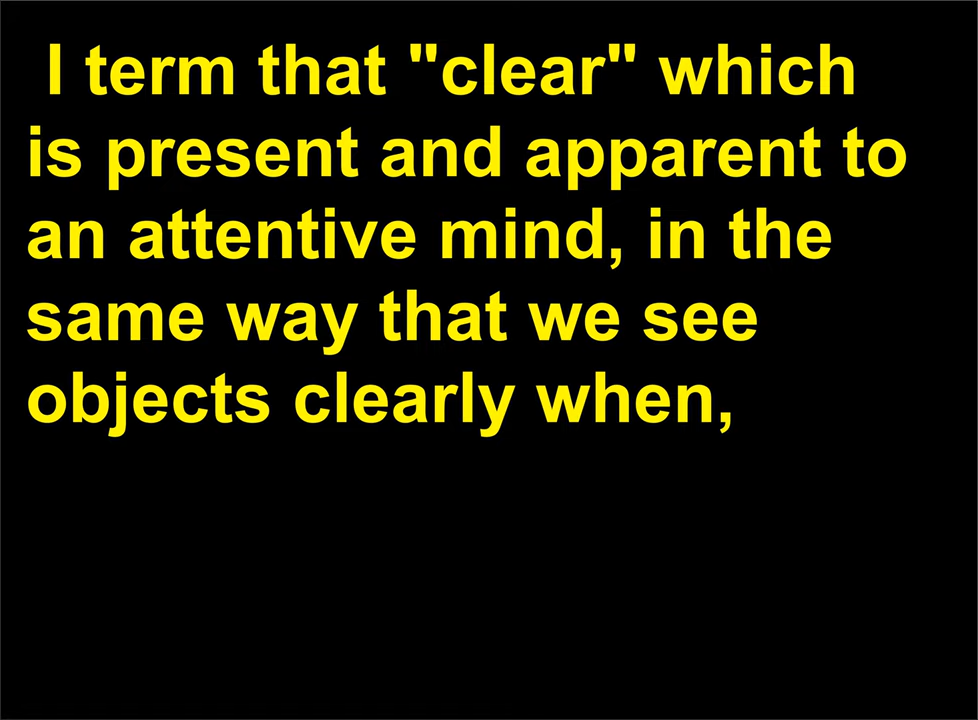 I term that "clear" which
is present and apparent to
an attentive mind, in the
same way that we see
objects clearly when,